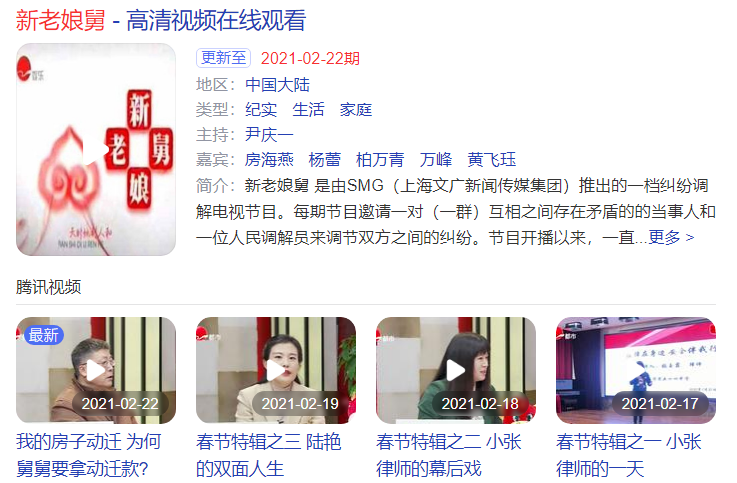 新老娘舅 - 高清视频在线观看
更新至 2021-02-22期
地区： 中国大陆
类型： 纪实 生活 家庭
主持： 尹庆一
嘉宾： 房海燕 杨蕾 柏万青 万峰 黄飞珏
简介： 新老娘舅 是由SMG（上海文广新闻传媒集团）推出的一档纠纷调
解电视节目。每期节目邀请一对（一群）互相之间存在矛盾的的当事人和
一位人民调解员来调节双方之间的纠纷。节目开播以来，一直...更多 >
新
老
舅
娘
腾讯视频
最新
2021-02-22
都市
2021-02-19
都市
2021-02-18
都市
2021-02-17
我的房子动迁 为何
舅舅要拿动迁款?
春节特辑之三 陆艳
的双面人生
春节特辑之二 小张
律师的幕后戏
春节特辑之一 小张
律师的一天